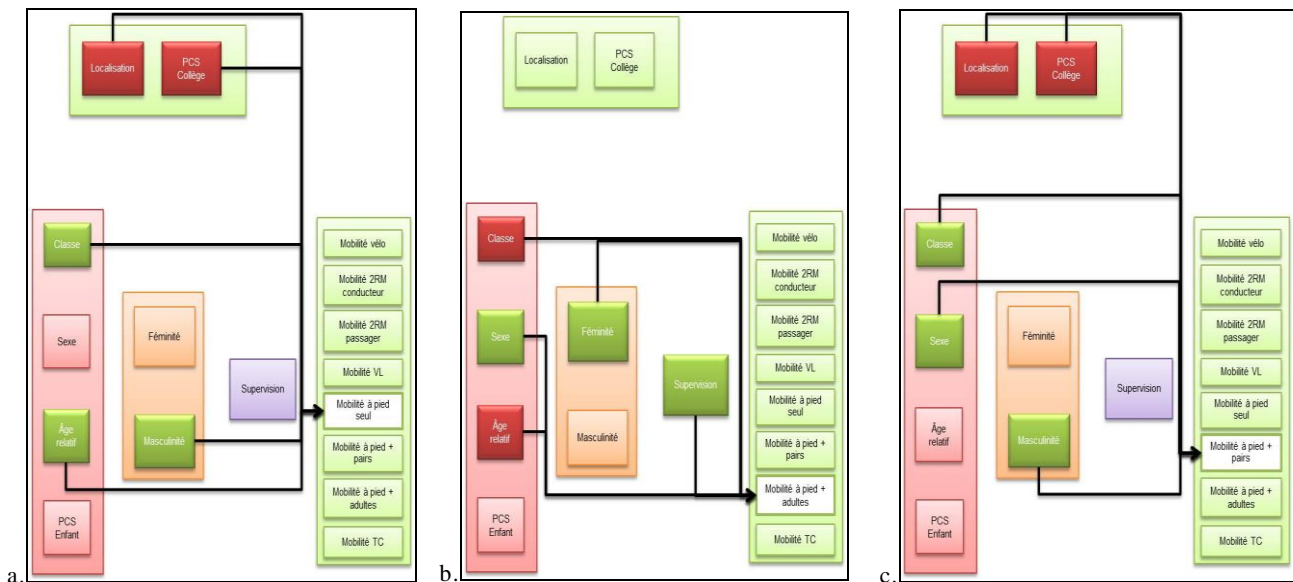 Localisation
PCS
Collège
Classe
Sexe
Âge
relatif
PCS
Enfant
Féminité
Masculinité
Supervision
Mobilité vélo
Mobilité 2RM
conducteur
Mobilité 2RM
passager
Mobilité VL
Mobilité à pied
seul
Mobilité à pied +
pairs
Mobilité à pied +
adultes
Mobilité TC
a.
Localisation
PCS
Collège
Classe
Sexe
Âge
relatif
PCS
Enfant
Féminité
Masculinité
Supervision
Mobilité vélo
Mobilité 2RM
conducteur
Mobilité 2RM
passager
Mobilité VL
Mobilité à pied
seul
Mobilité à pied +
pairs
Mobilité à pied +
adultes
Mobilité TC
b.
Localisation
PCS
Collège
Classe
Sexe
Âge
relatif
PCS
Enfant
Féminité
Masculinité
Supervision
Mobilité vélo
Mobilité 2RM
conducteur
Mobilité 2RM
passager
Mobilité VL
Mobilité à pied
seul
Mobilité à pied +
pairs
Mobilité à pied +
adultes
Mobilité TC
c.